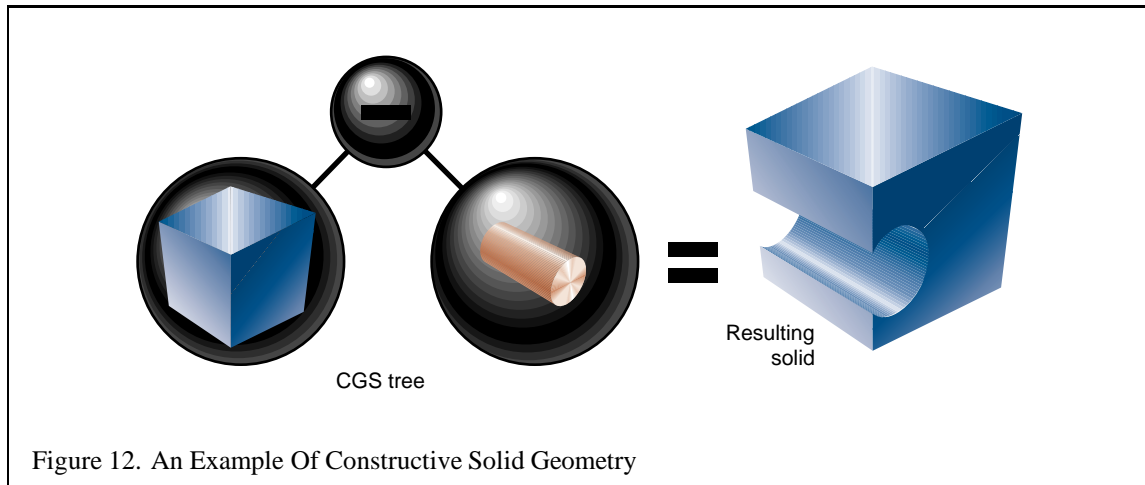 CGS tree
Resulting
solid
Figure 12. An Example Of Constructive Solid Geometry